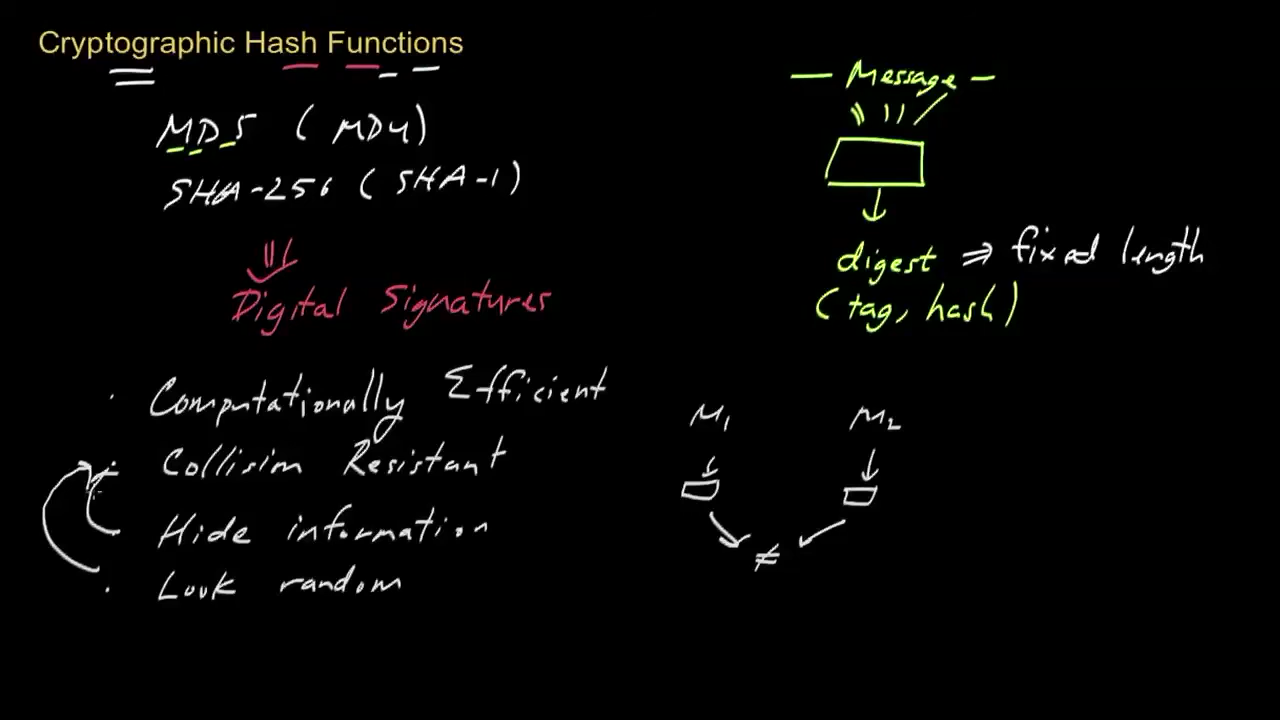 Cryptographic Hash Functions
MD5 (MD4)
SHA-256 (SHA-1)
Digital Signatures
Computationally Efficient
Collision Resistant
Hide information
Look random
Message
digest ⇒ fixed length
(tag, hash)
M1 M2
≠